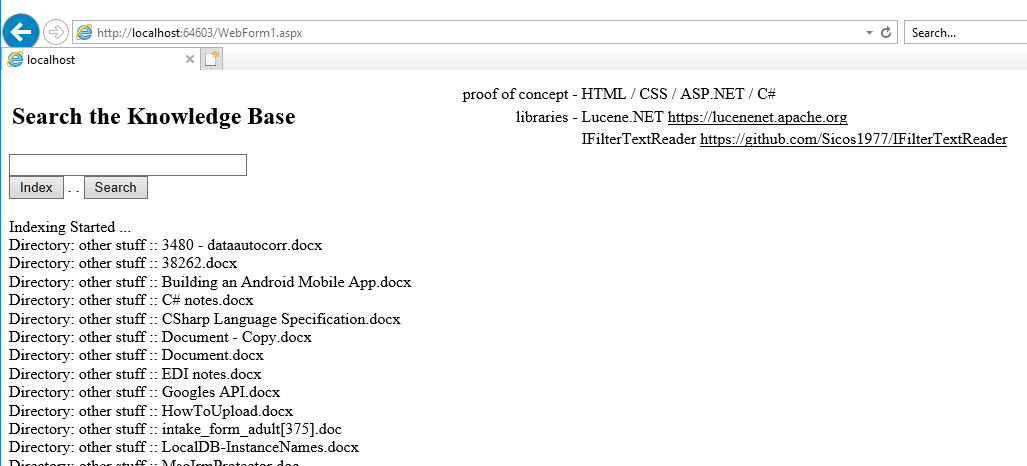 http://localhost:64603/WebForm1.aspx
Search...
localhost
proof of concept - HTML / CSS / ASP.NET / C#
Search the Knowledge Base
libraries - Lucene.NET https://lucenenet.apache.org
IFilterTextReader https://github.com/Sicos1977/IFilterTextReader
Index . . Search
Indexing Started ...
Directory: other stuff :: 3480 - dataautocorr.docx
Directory: other stuff :: 38262.docx
Directory: other stuff :: Building an Android Mobile App.docx
Directory: other stuff :: C# notes.docx
Directory: other stuff :: CSharp Language Specification.docx
Directory: other stuff :: Document - Copy.docx
Directory: other stuff :: Document.docx
Directory: other stuff :: EDI notes.docx
Directory: other stuff :: Googles API.docx
Directory: other stuff :: HowToUpload.docx
Directory: other stuff :: intake_form_adult[375].doc
Directory: other stuff :: LocalDB-InstanceNames.docx
Directory: other stuff :: MsoIrmProtector.doc